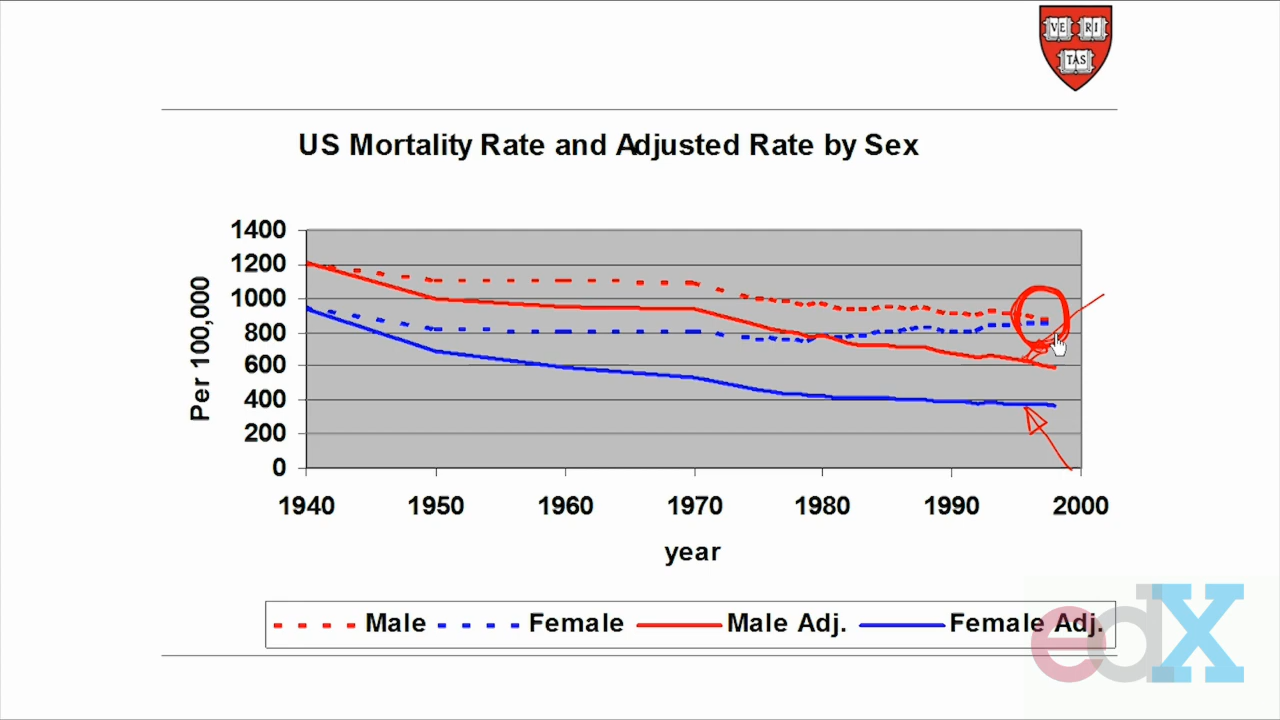 VE RI
TAS
US Mortality Rate and Adjusted Rate by Sex
1400
1200
1000
800
600
400
200
0
Per 100,000
1940 1950 1960 1970 1980 1990 2000
year
Male Female Male Adj. Female Adj.
edX